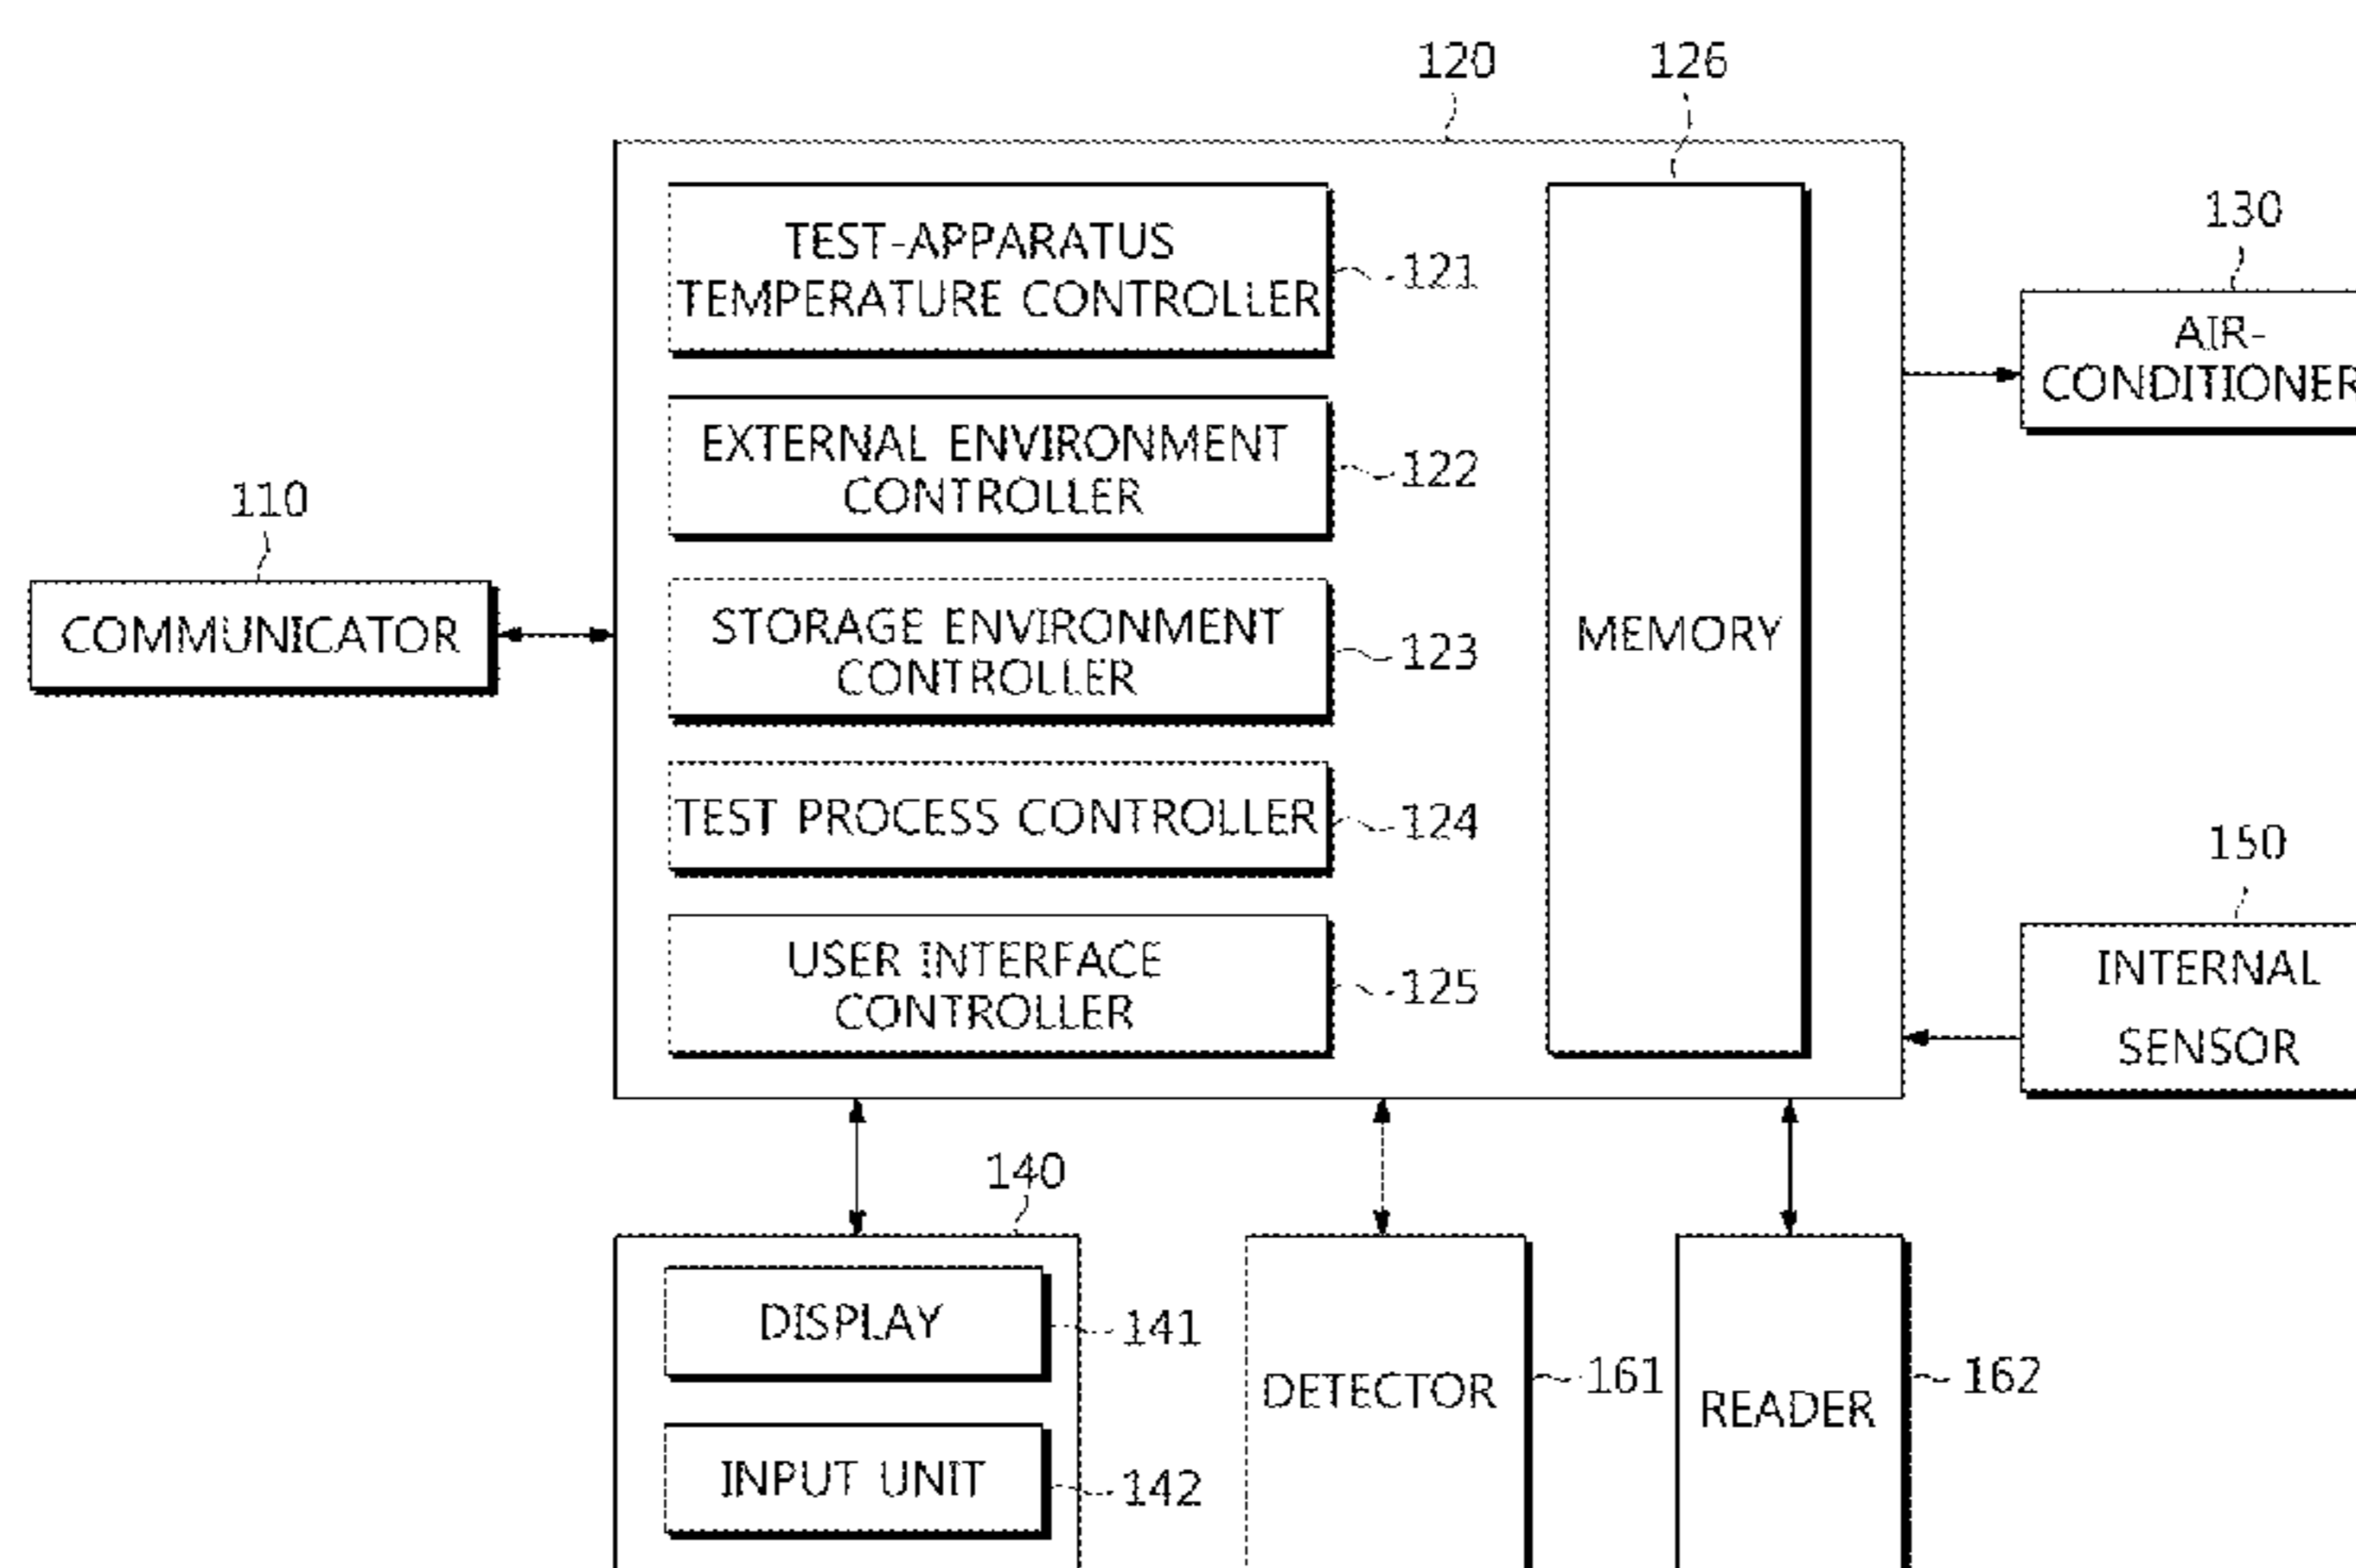 120
126
TEST-APPARATUS
TEMPERATURE CONTROLLER
121
130
AIR-
CONDITIONER
EXTERNAL ENVIRONMENT
CONTROLLER
122
110
COMMUNICATOR
STORAGE ENVIRONMENT
CONTROLLER
123
MEMORY
TEST PROCESS CONTROLLER
124
150
INTERNAL
SENSOR
USER INTERFACE
CONTROLLER
125
140
DISPLAY
141
DETECTOR
161
READER
162
INPUT UNIT
142